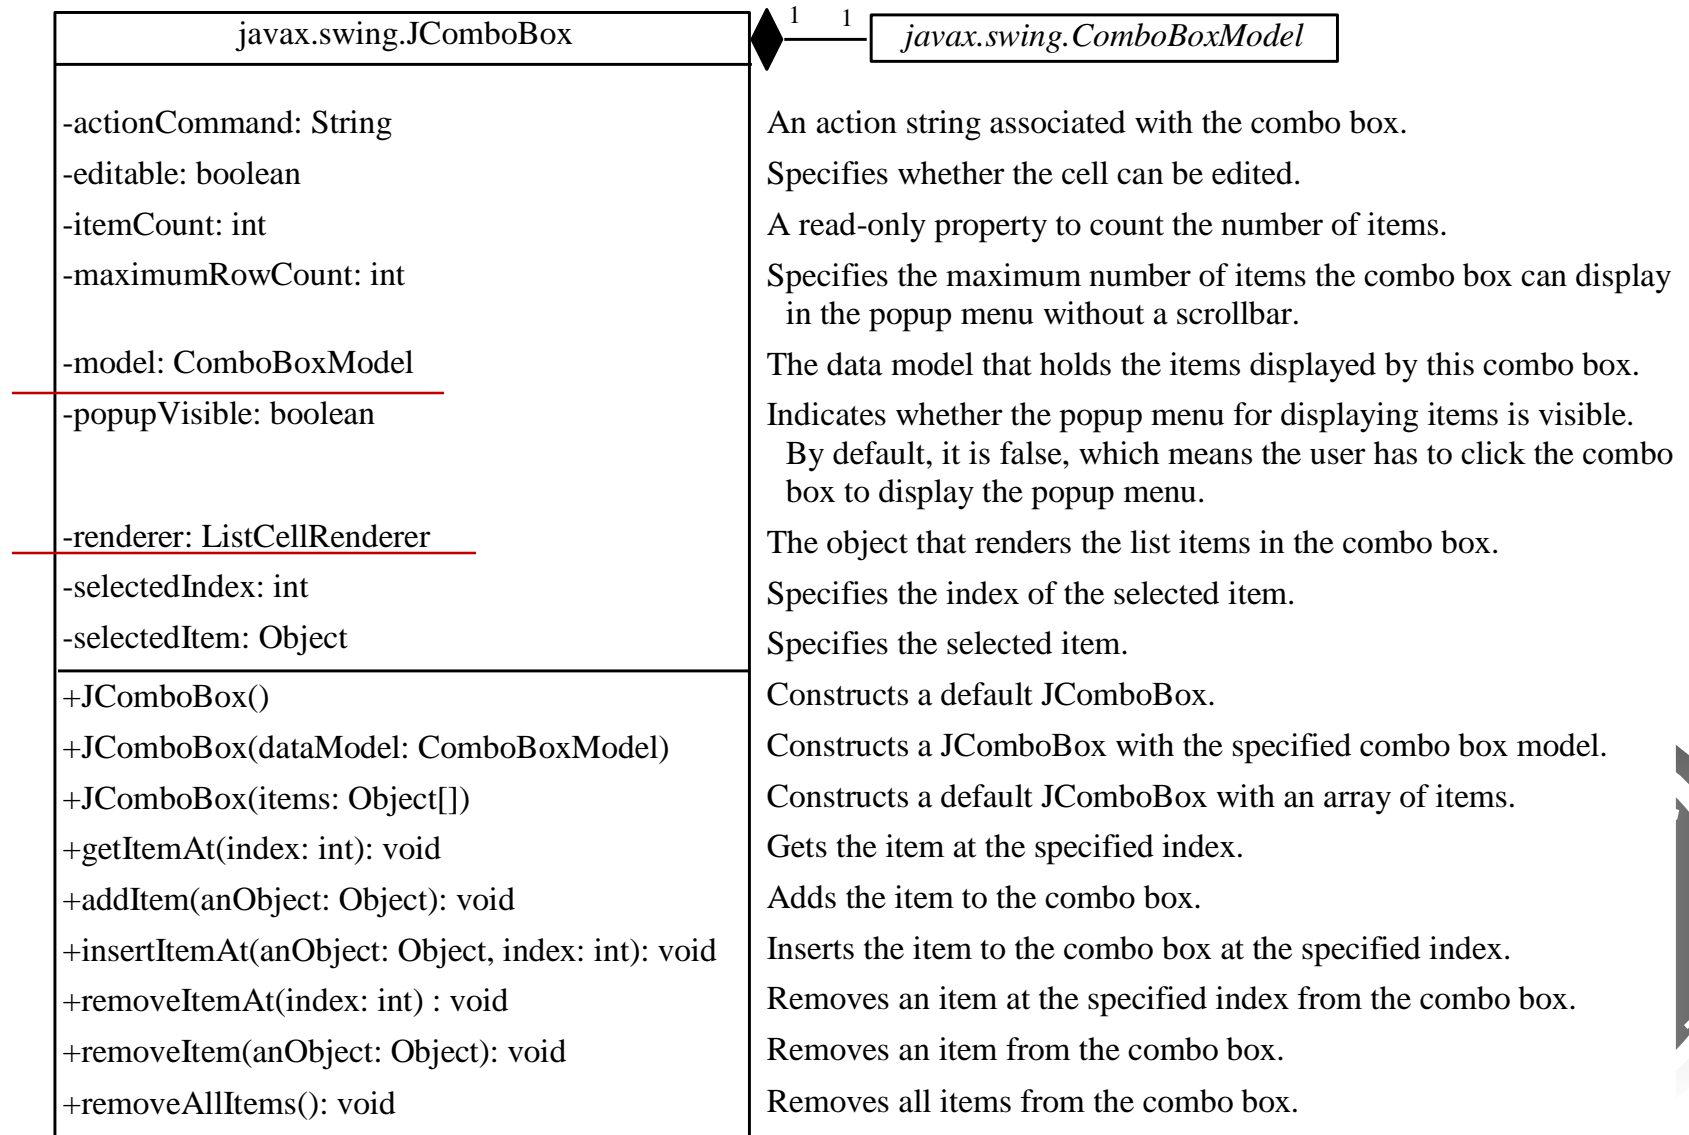 javax.swing.JComboBox
1
1
javax.swing.ComboBoxModel
-actionCommand: String
An action string associated with the combo box.
-editable: boolean
Specifies whether the cell can be edited.
-itemCount: int
A read-only property to count the number of items.
-maximumRowCount: int
Specifies the maximum number of items the combo box can display
in the popup menu without a scrollbar.
-model: ComboBoxModel
The data model that holds the items displayed by this combo box.
-popupVisible: boolean
Indicates whether the popup menu for displaying items is visible.
By default, it is false, which means the user has to click the combo
box to display the popup menu.
-renderer: ListCellRenderer
The object that renders the list items in the combo box.
-selectedIndex: int
Specifies the index of the selected item.
-selectedItem: Object
Specifies the selected item.
+JComboBox()
Constructs a default JComboBox.
+JComboBox(dataModel: ComboBoxModel)
Constructs a JComboBox with the specified combo box model.
+JComboBox(items: Object[])
Constructs a default JComboBox with an array of items.
+getItemAt(index: int): void
Gets the item at the specified index.
+addItem(anObject: Object): void
Adds the item to the combo box.
+insertItemAt(anObject: Object, index: int): void
Inserts the item to the combo box at the specified index.
+removeItemAt(index: int) : void
Removes an item at the specified index from the combo box.
+removeItem(anObject: Object): void
Removes an item from the combo box.
+removeAllItems(): void
Removes all items from the combo box.